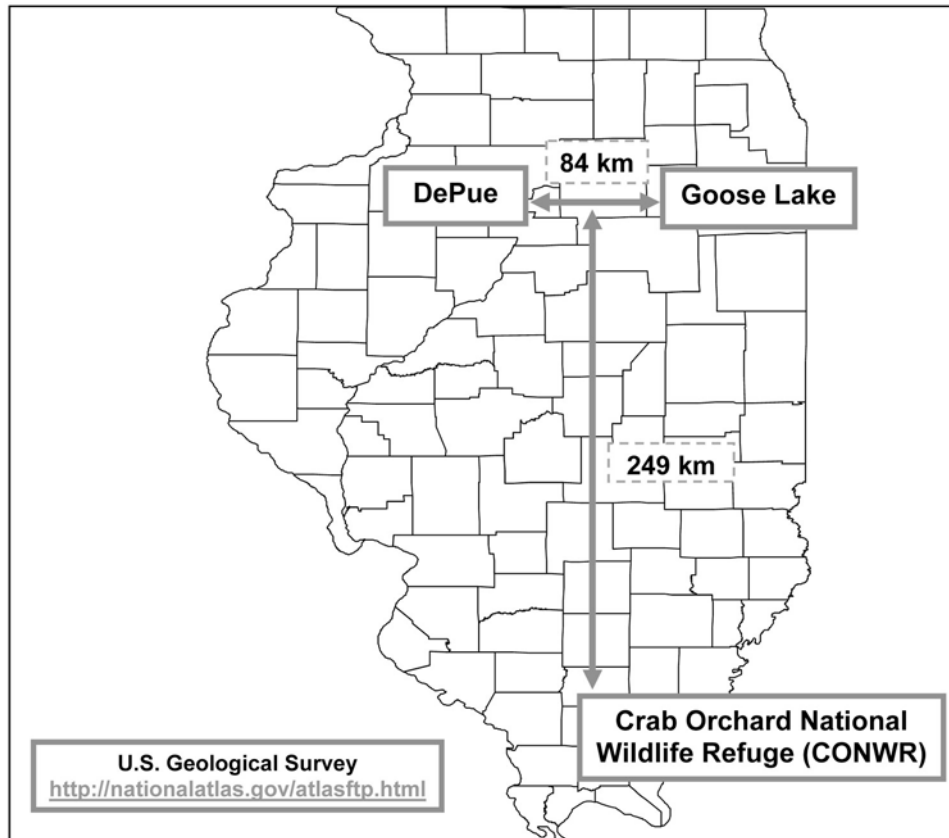 84 km
DePue
Goose Lake
249 km
Crab Orchard National
Wildlife Refuge (CONWR)
U.S. Geological Survey
http://nationalatlas.gov/atlasftp.html